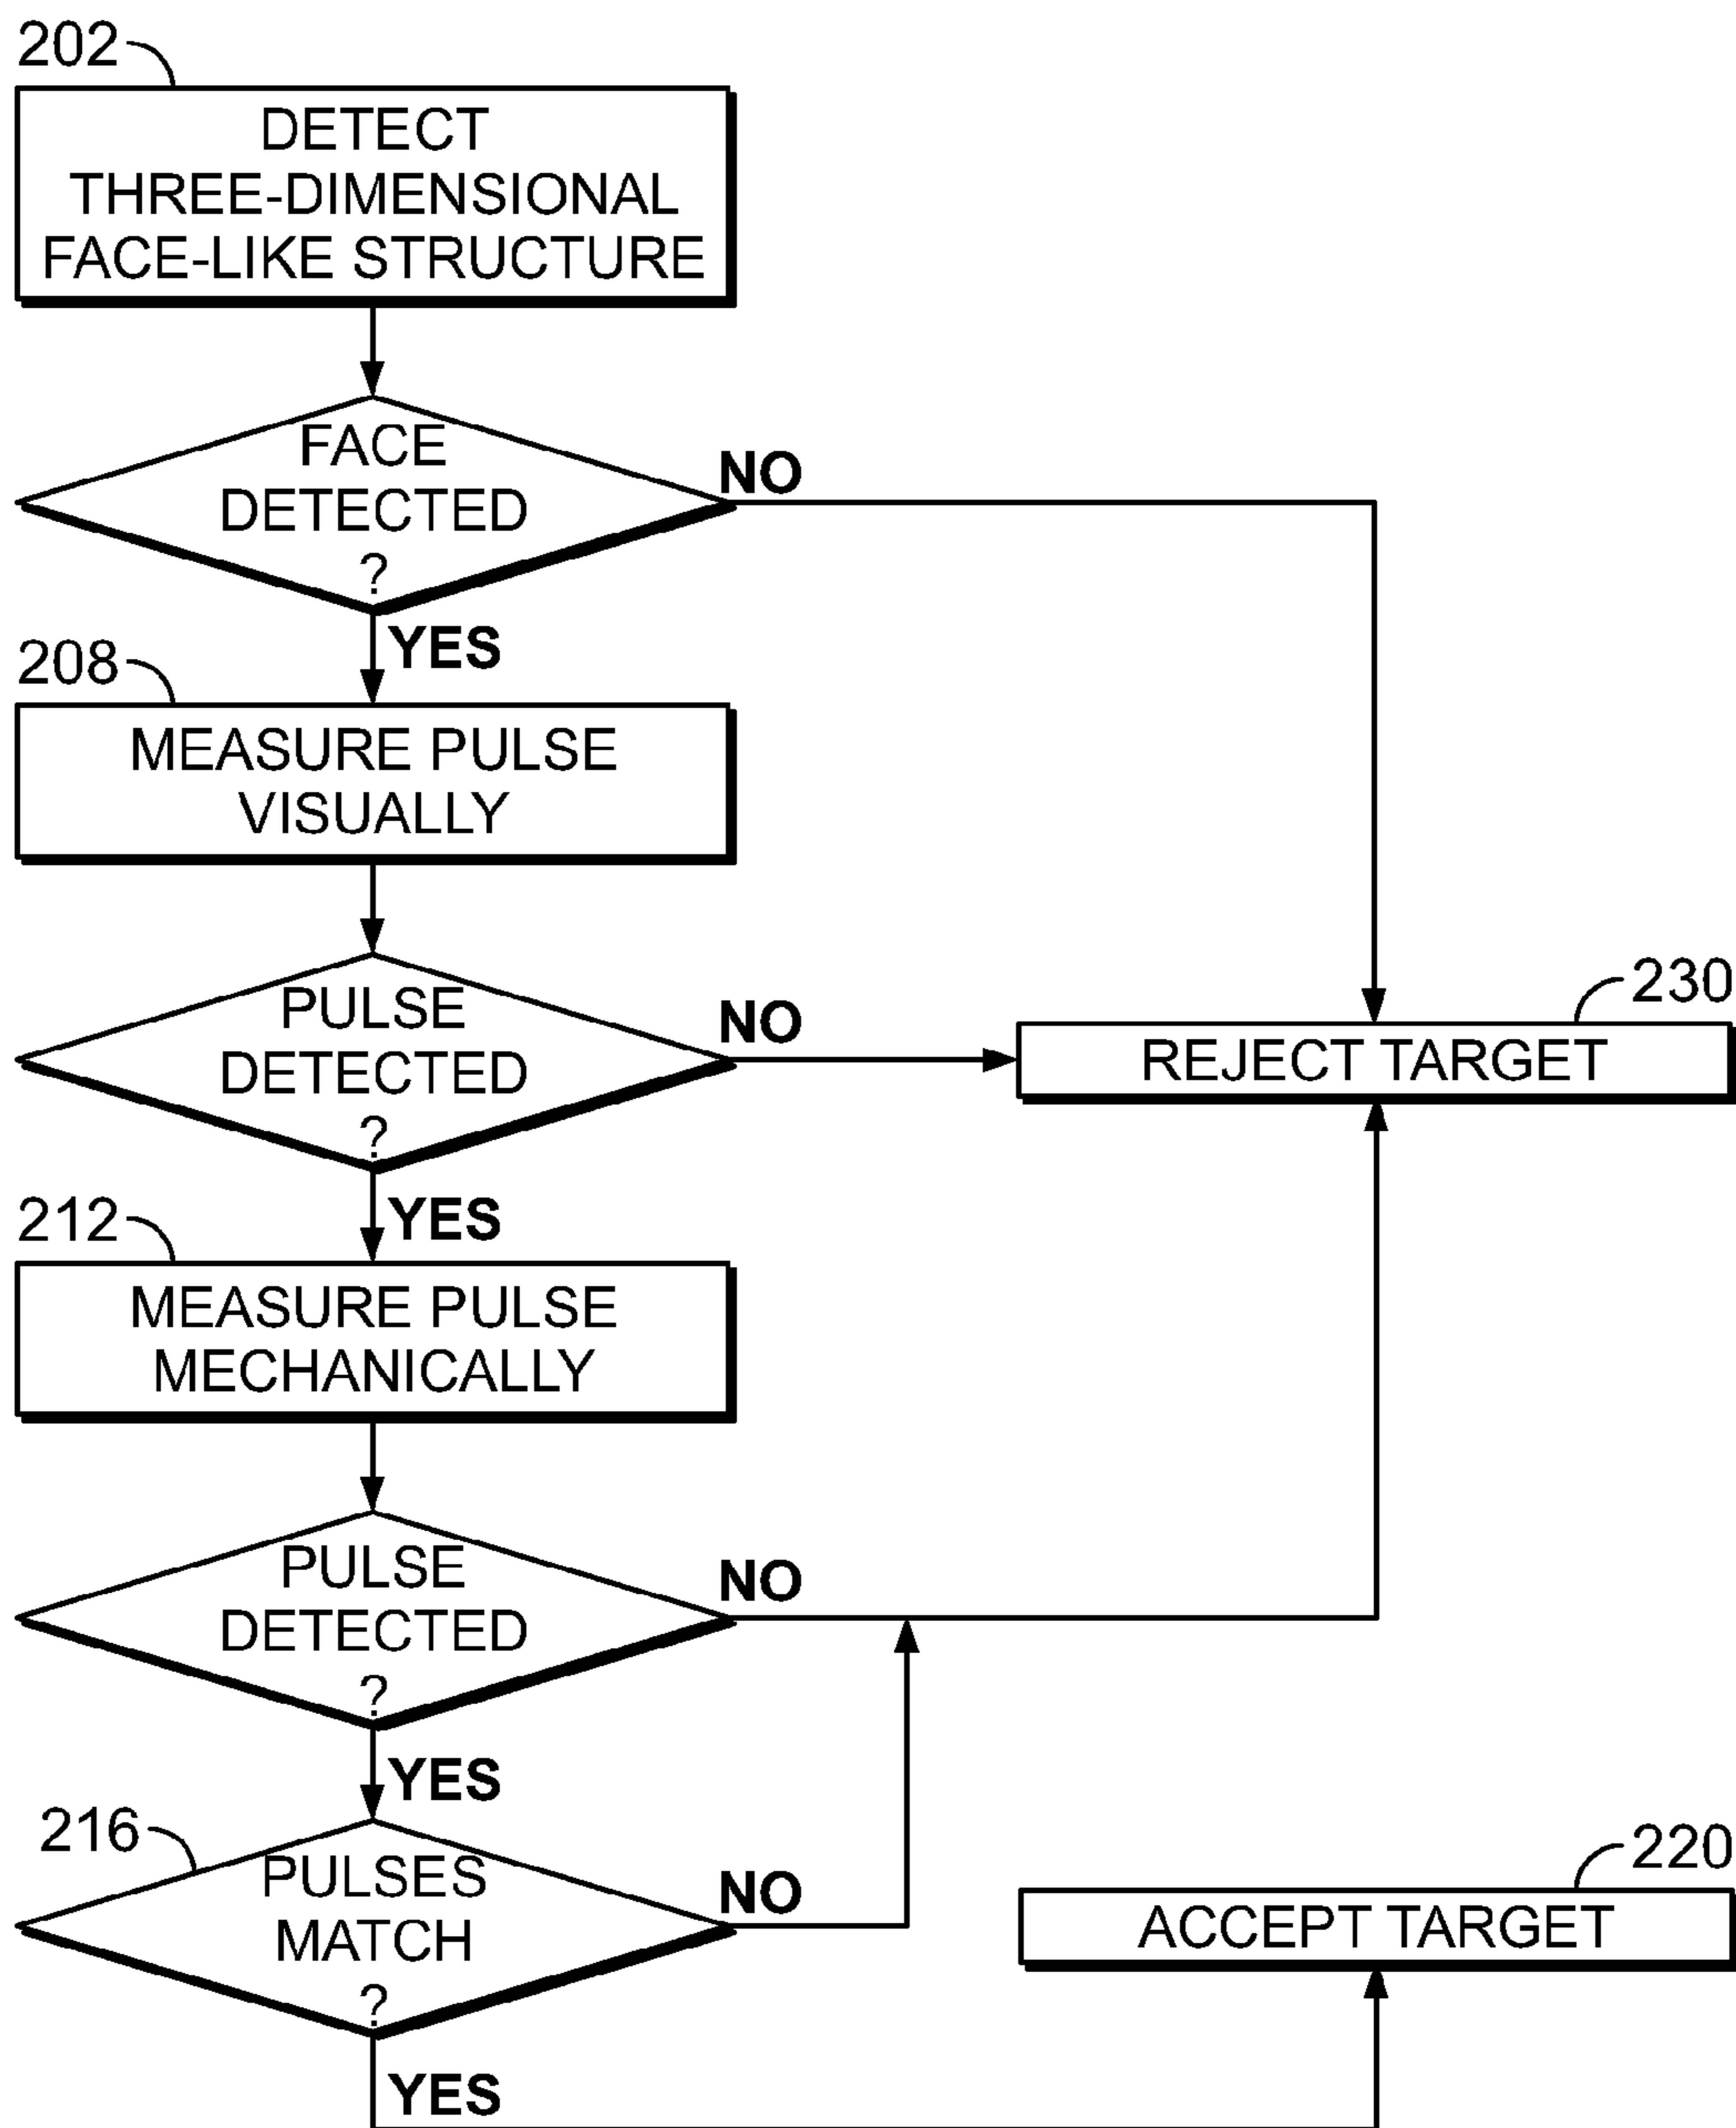 202
DETECT
THREE-DIMENSIONAL
FACE-LIKE STRUCTURE
FACE
DETECTED
?
NO
YES
208
MEASURE PULSE
VISUALLY
PULSE
DETECTED
?
NO
230
REJECT TARGET
YES
212
MEASURE PULSE
MECHANICALLY
PULSE
DETECTED
?
NO
YES
216
PULSES
MATCH
?
NO
220
ACCEPT TARGET
YES